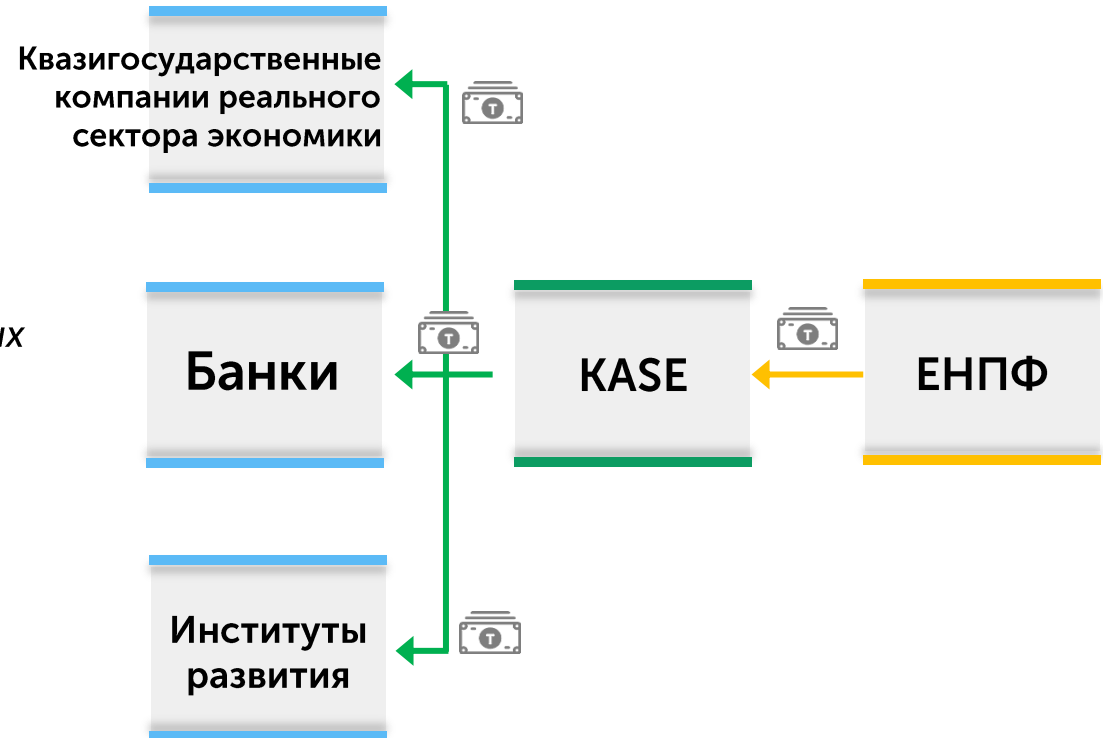 Квазигосударственные
компании реального
сектора экономики
Банки
KASE
ЕНПФ
Институты
развития